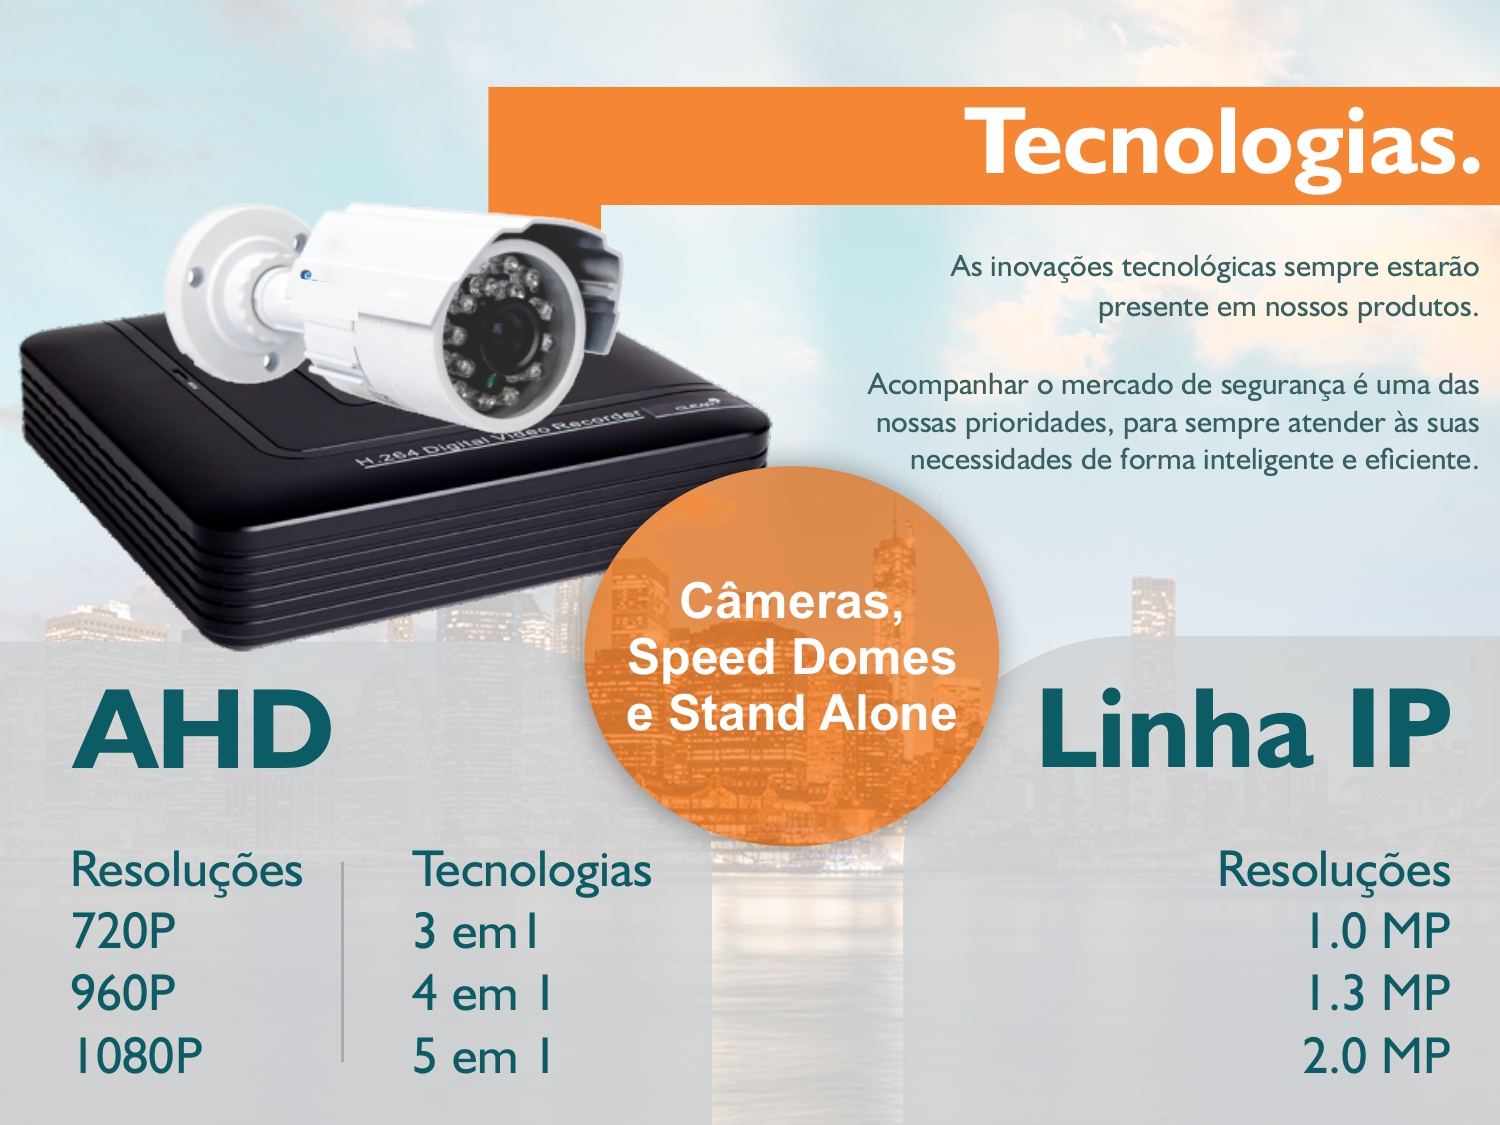 Tecnologias.
As inovações tecnológicas sempre estarão
presente em nossos produtos.
Acompanhar o mercado de segurança é uma das
nossas prioridades, para sempre atender às suas
necessidades de forma inteligente e eficiente.
H.264 Digital Video Recorder
Câmeras,
Speed Domes
e Stand Alone
AHD
Resoluções
720P
960P
1080P
Tecnologias
3 em1
4 em 1
5 em 1
Linha IP
Resoluções
1.0 MP
1.3 MP
2.0 MP